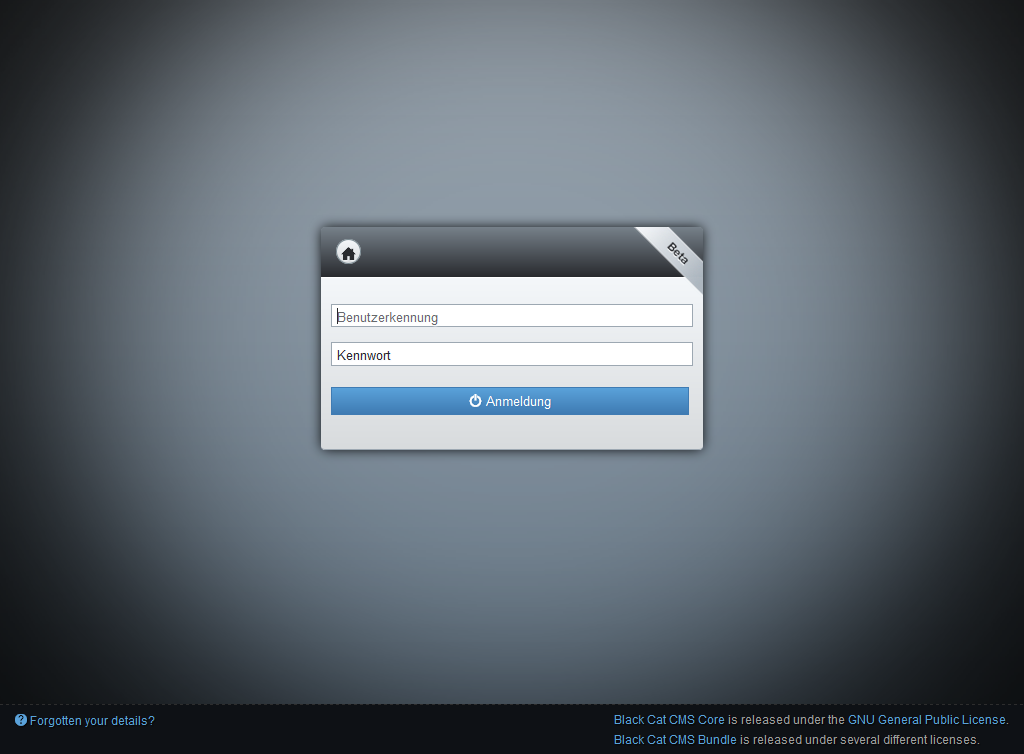 Beta
Benutzerkennung
Kennwort
Anmeldung
Forgotten your details?
Black Cat CMS Core is released under the GNU General Public License.
Black Cat CMS Bundle is released under several different licenses.